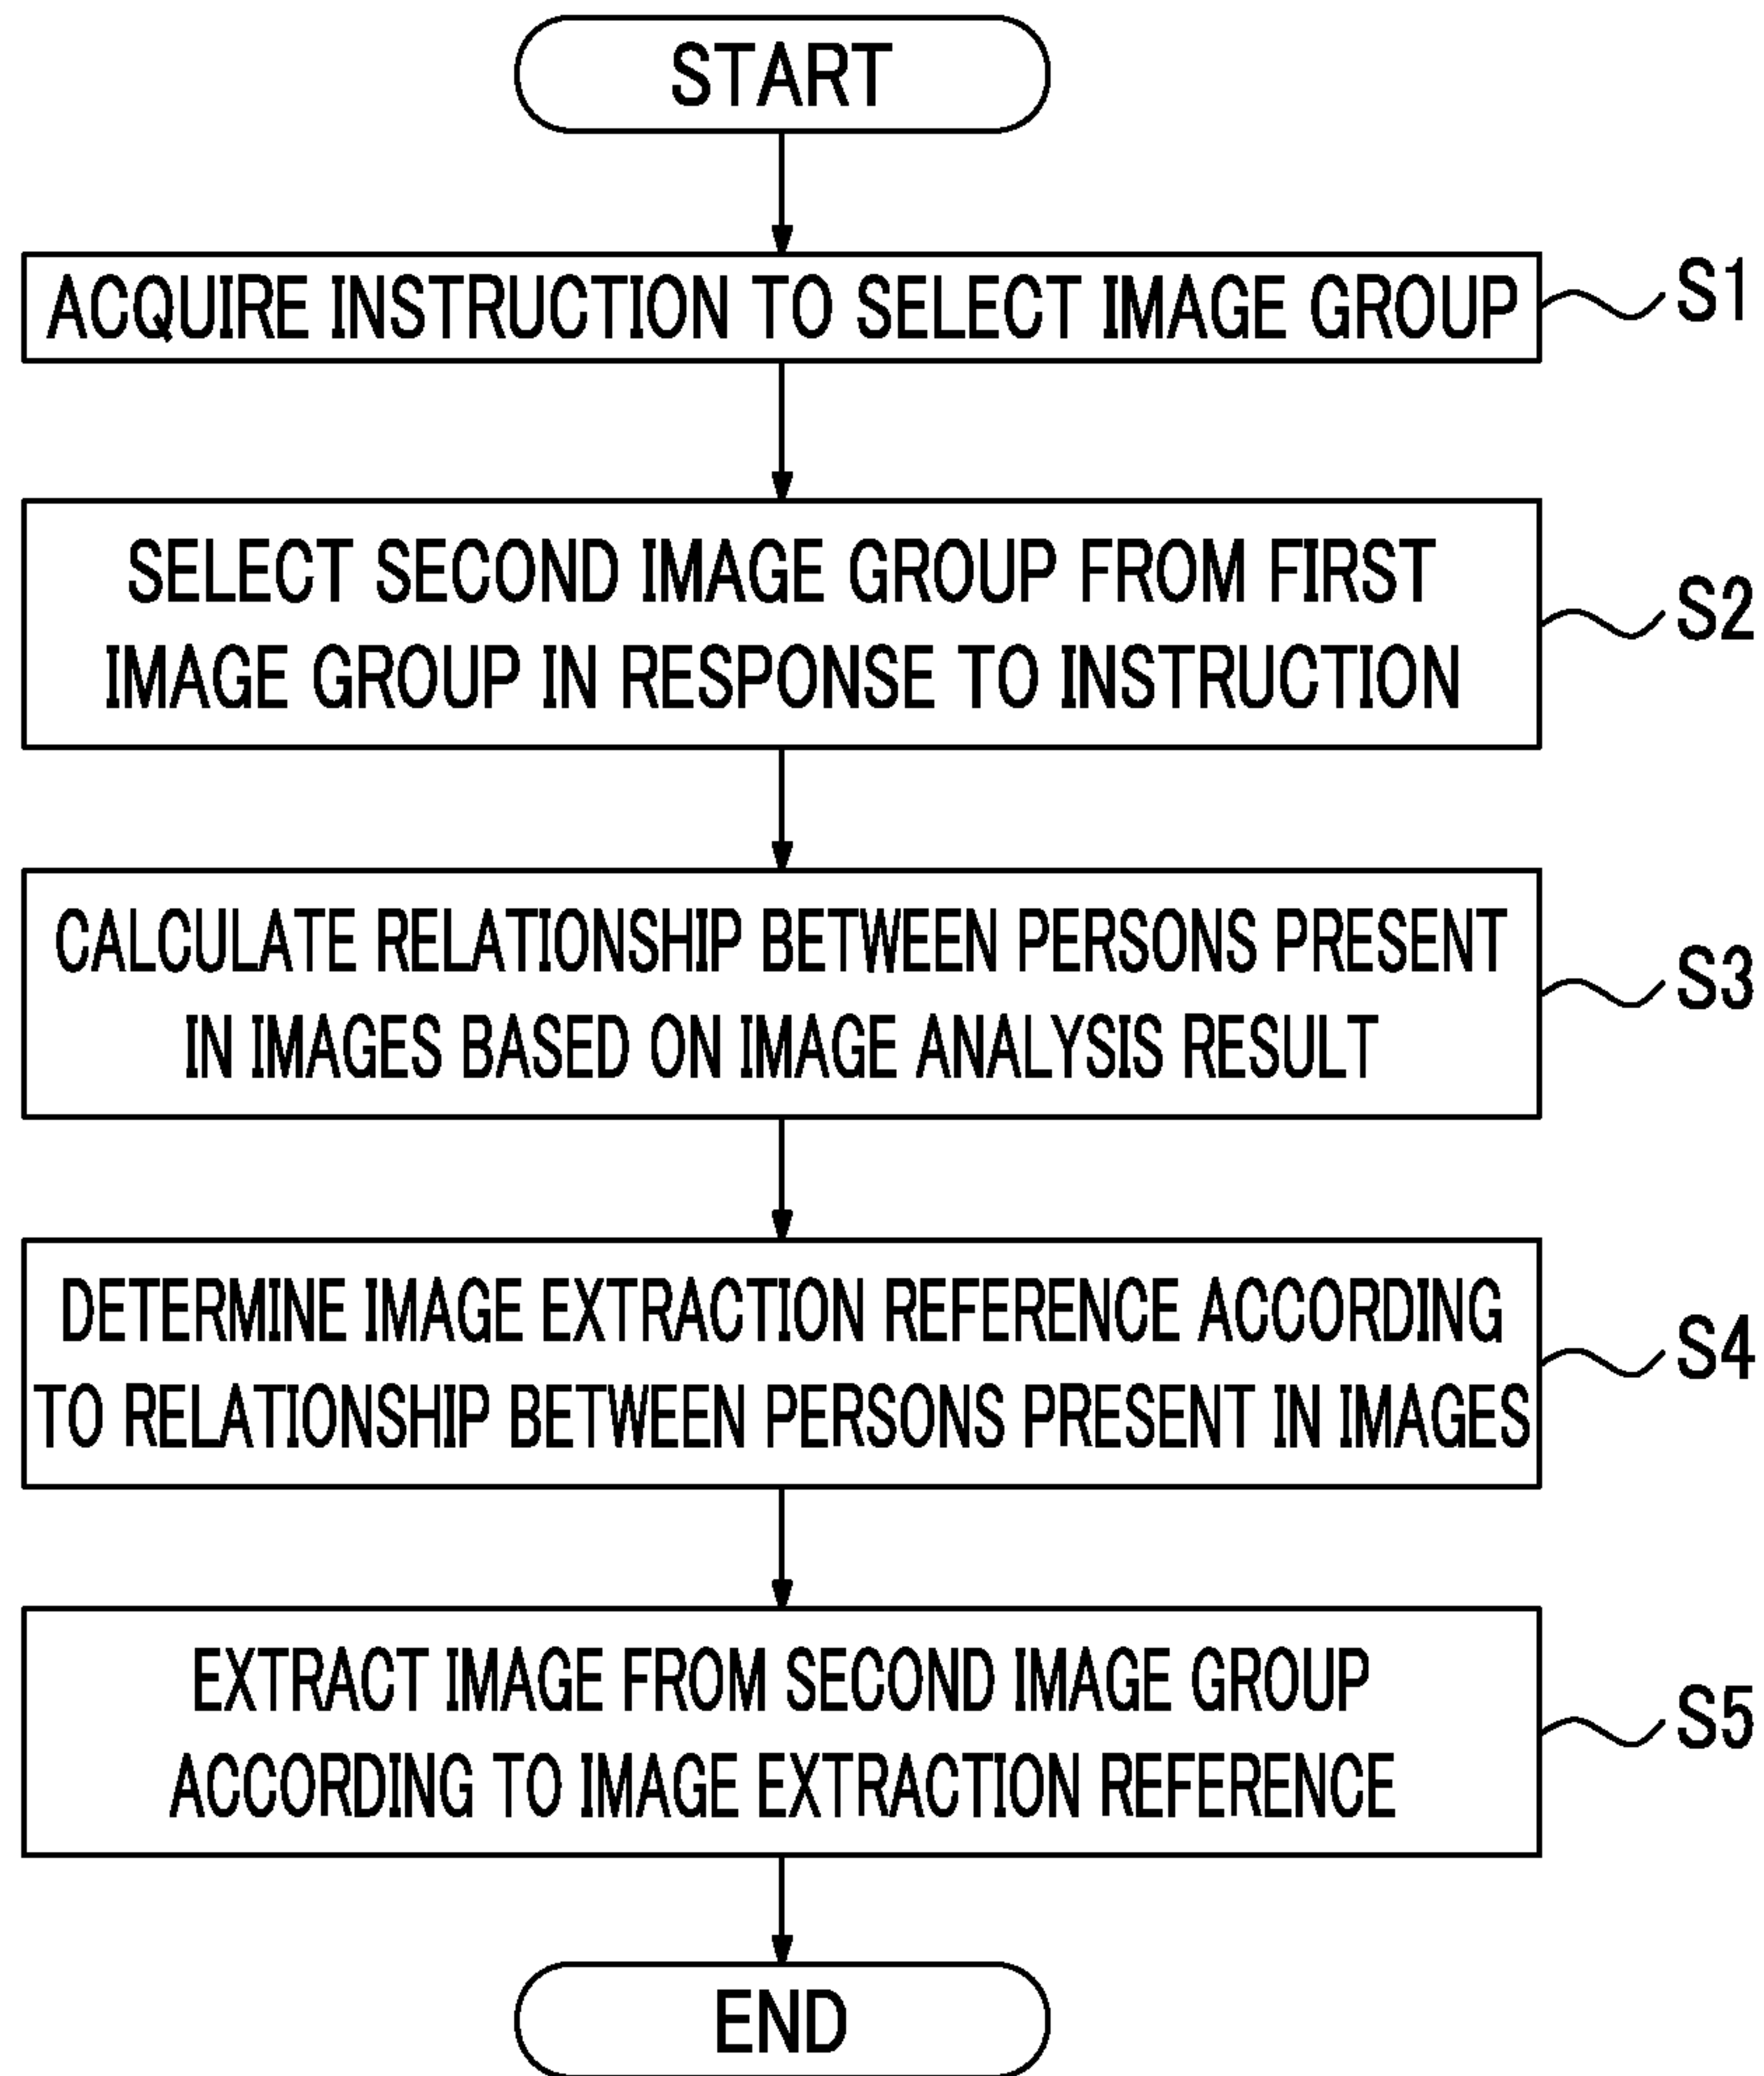 START
ACQUIRE INSTRUCTION TO SELECT IMAGE GROUP
S1
SELECT SECOND IMAGE GROUP FROM FIRST
IMAGE GROUP IN RESPONSE TO INSTRUCTION
S2
CALCULATE RELATIONSHIP BETWEEN PERSONS PRESENT
IN IMAGES BASED ON IMAGE ANALYSIS RESULT
S3
DETERMINE IMAGE EXTRACTION REFERENCE ACCORDING
TO RELATIONSHIP BETWEEN PERSONS PRESENT IN IMAGES
S4
EXTRACT IMAGE FROM SECOND IMAGE GROUP
ACCORDING TO IMAGE EXTRACTION REFERENCE
S5
END